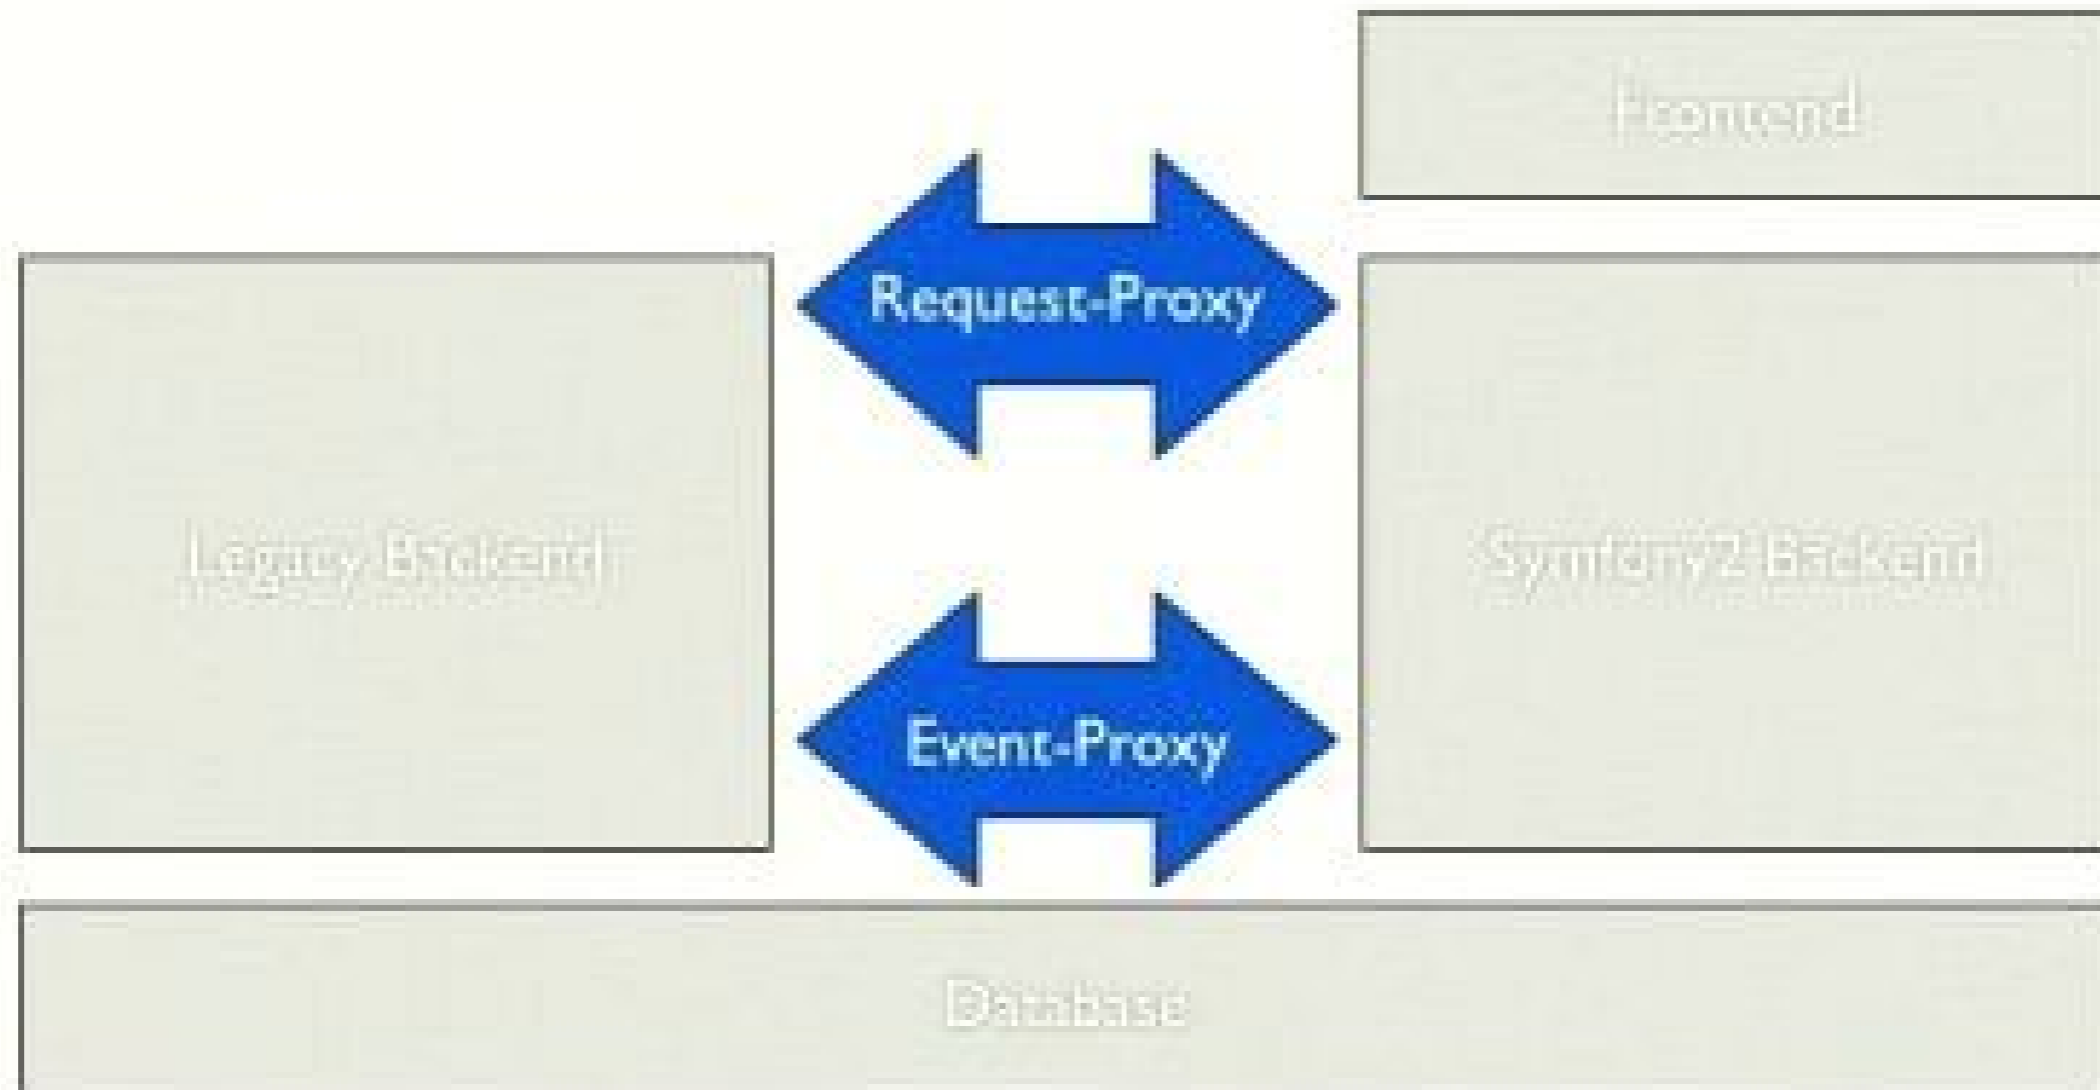 Frontend
Request-Proxy
Legacy Backend
Symfony2 Backend
Event-Proxy
Database